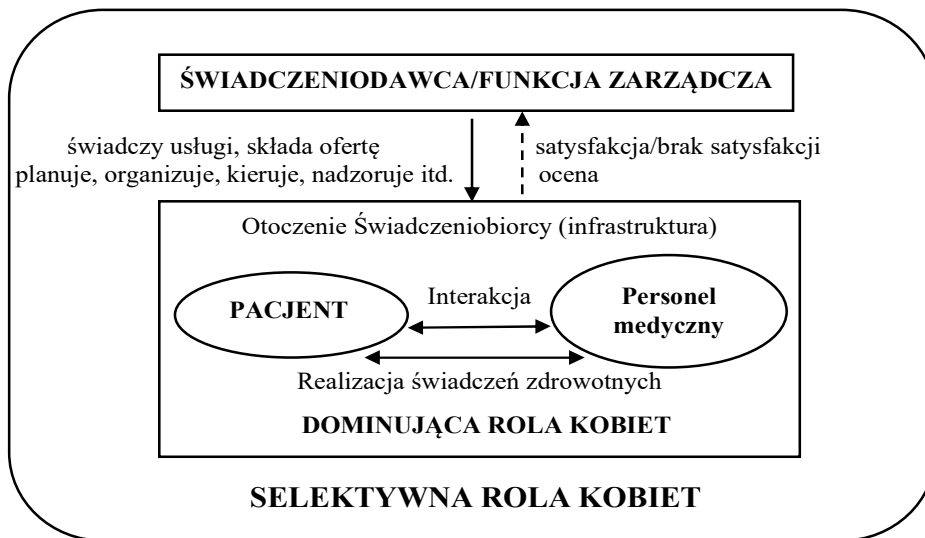 ŚWIADCZENIODAWCA/FUNKCJA ZARZĄDCZA
świadczy usługi, składa ofertę
planuje, organizuje, kieruje, nadzoruje itd.
satysfakcja/brak satysfakcji
ocena
Otoczenie Świadczeniobiorcy (infrastruktura)
PACJENT
Interakcja
Personel
medyczny
Realizacja świadczeń zdrowotnych
DOMINUJĄCA ROLA KOBIET
SELEKTYWNA ROLA KOBIET